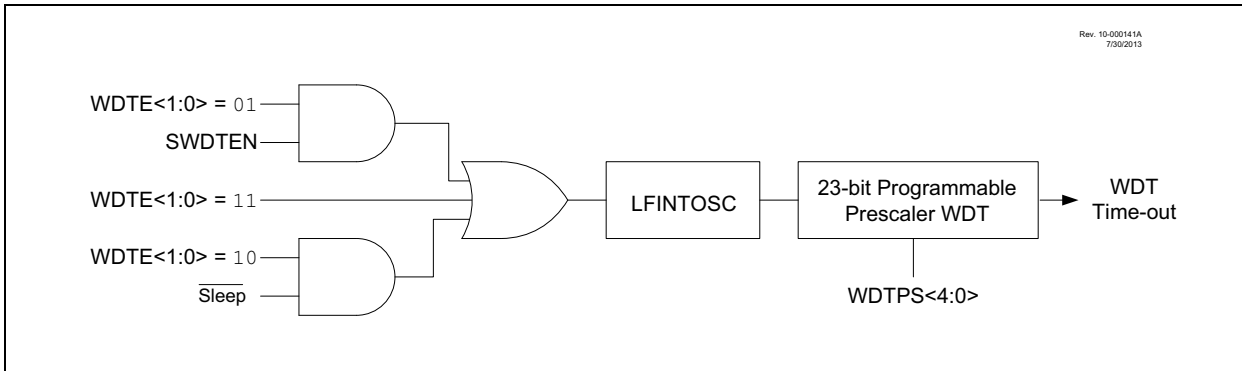 Rev. 10-000141A
7/30/2013
WDTE<1:0> = 01
SWDTEN
WDTE<1:0> = 11
WDTE<1:0> = 10
Sleep
LFINTOSC
23-bit Programmable
Prescaler WDT
WDT
Time-out
WDTPS<4:0>